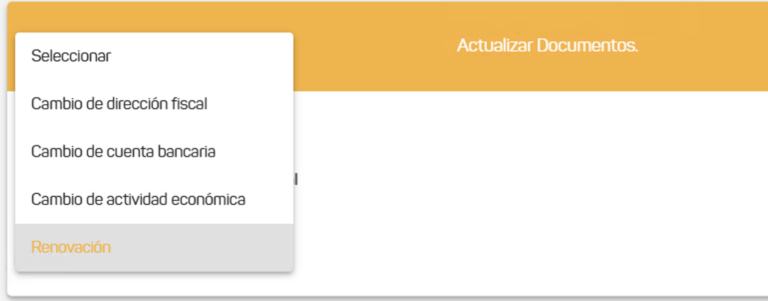 Seleccionar
Actualizar Documentos.
Cambio de dirección fiscal
Cambio de cuenta bancaria
Cambio de actividad económica
Renovación